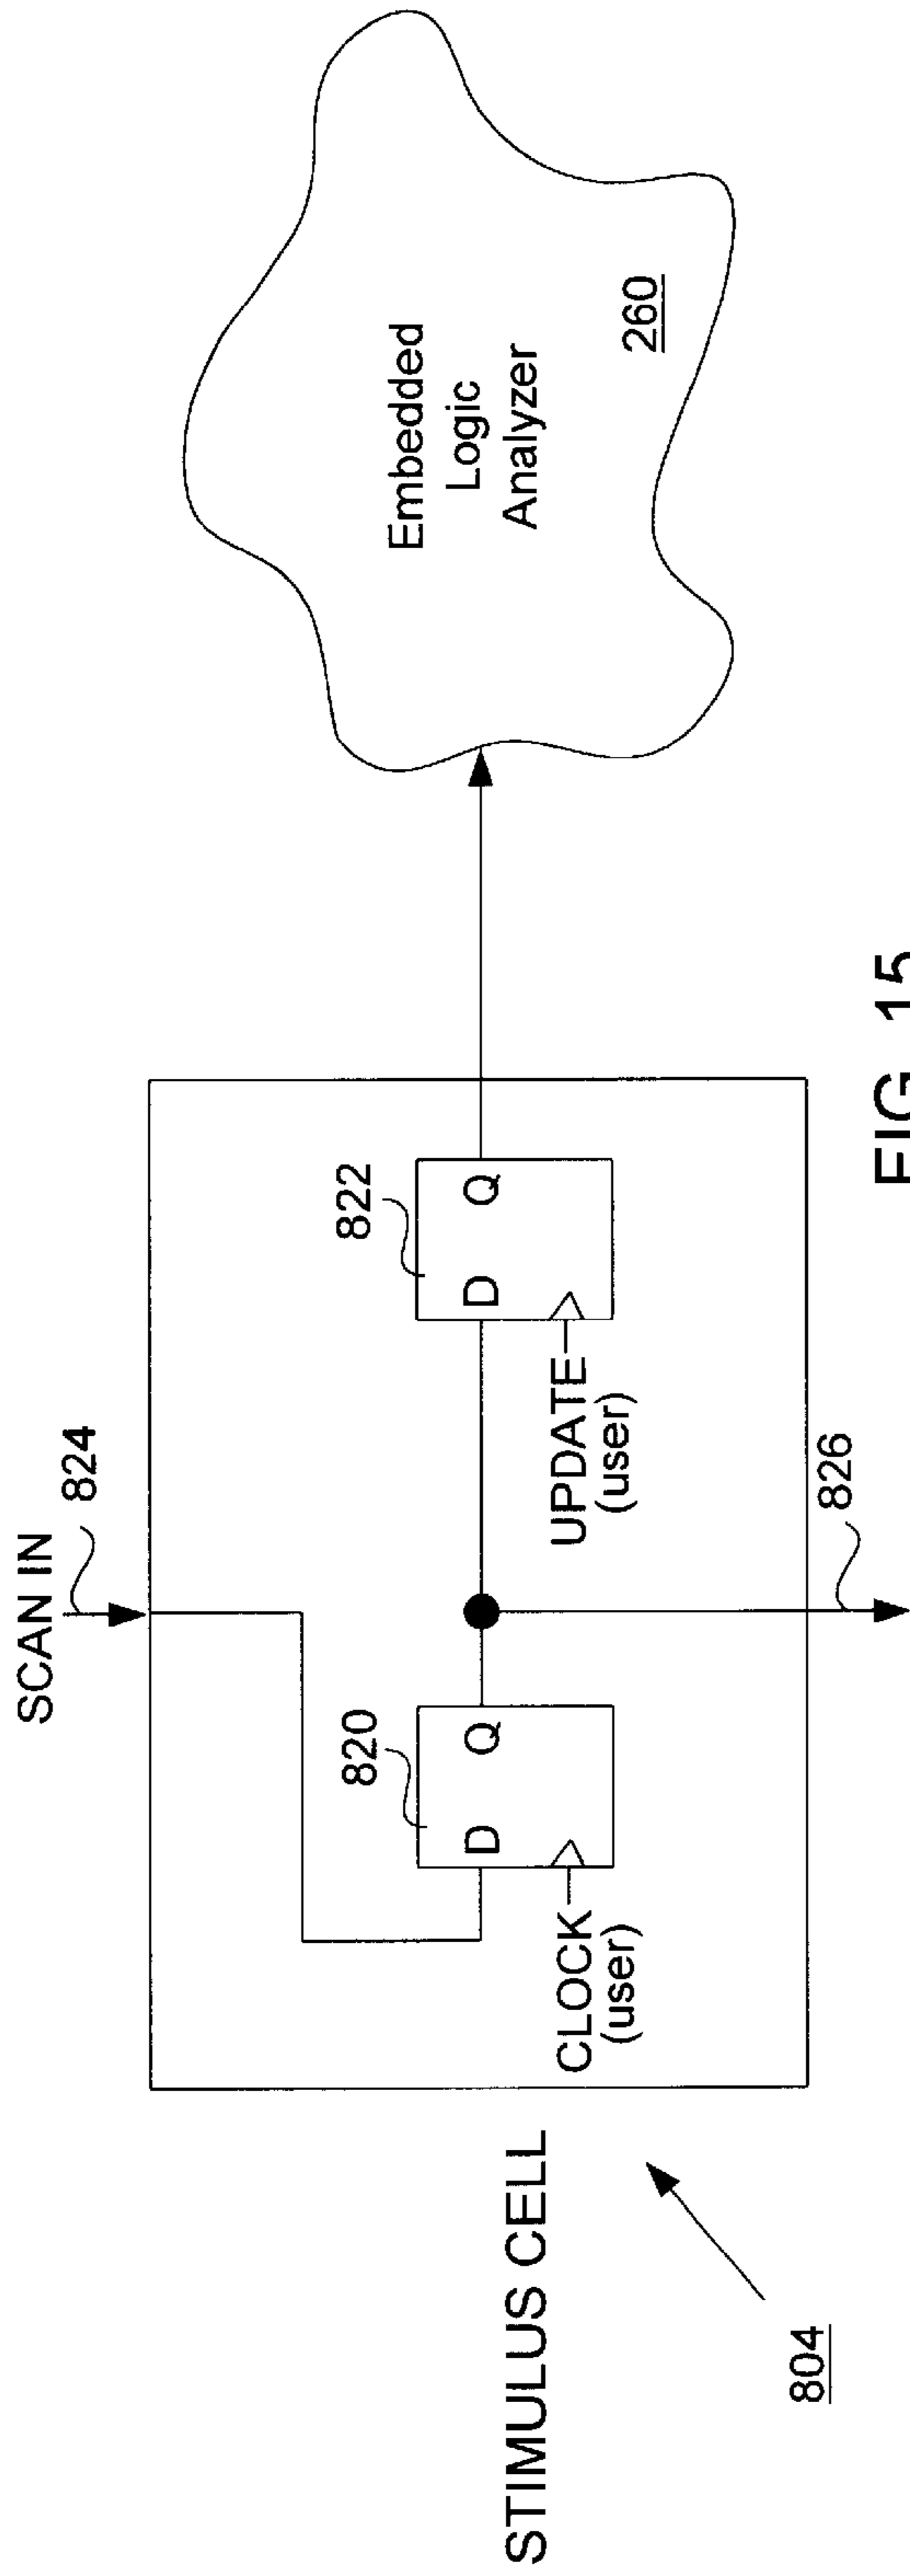 SCAN IN
824
820
D Q
CLOCK
(user)
822
D Q
UPDATE
(user)
826
Embedded
Logic
Analyzer
260
STIMULUS CELL
804
FIG. 15